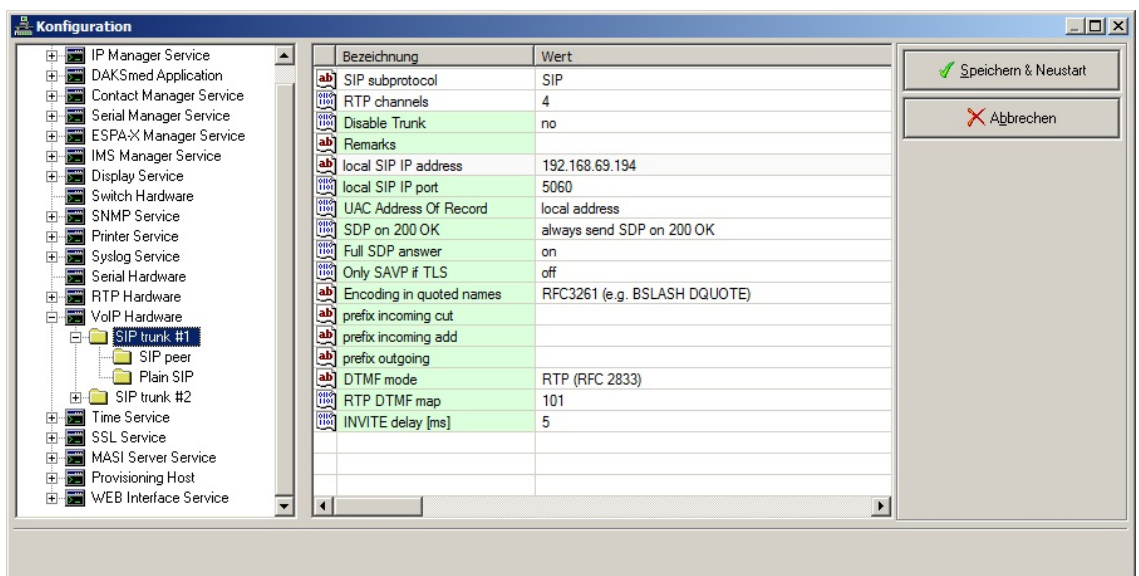 Konfiguration
IP Manager Service
DAKSmed Application
Contact Manager Service
Serial Manager Service
ESPA-X Manager Service
IMS Manager Service
Display Service
Switch Hardware
SNMP Service
Printer Service
Syslog Service
Serial Hardware
RTP Hardware
VoIP Hardware
SIP trunk #1
SIP peer
Plain SIP
SIP trunk #2
Time Service
SSL Service
MASI Server Service
Provisioning Host
WEB Interface Service
Bezeichnung Wert
SIP subprotocol SIP
RTP channels 4
Disable Trunk no
Remarks
local SIP IP address 192.168.69.194
local SIP IP port 5060
UAC Address Of Record local address
SDP on 200 OK always send SDP on 200 OK
Full SDP answer on
Only SAVP if TLS off
Encoding in quoted names RFC3261 (e.g. BSLASH DQUOTE)
prefix incoming cut
prefix incoming add
prefix outgoing
DTMF mode RTP (RFC 2833)
RTP DTMF map 101
INVITE delay [ms] 5
Speichern & Neustart
Abbrechen